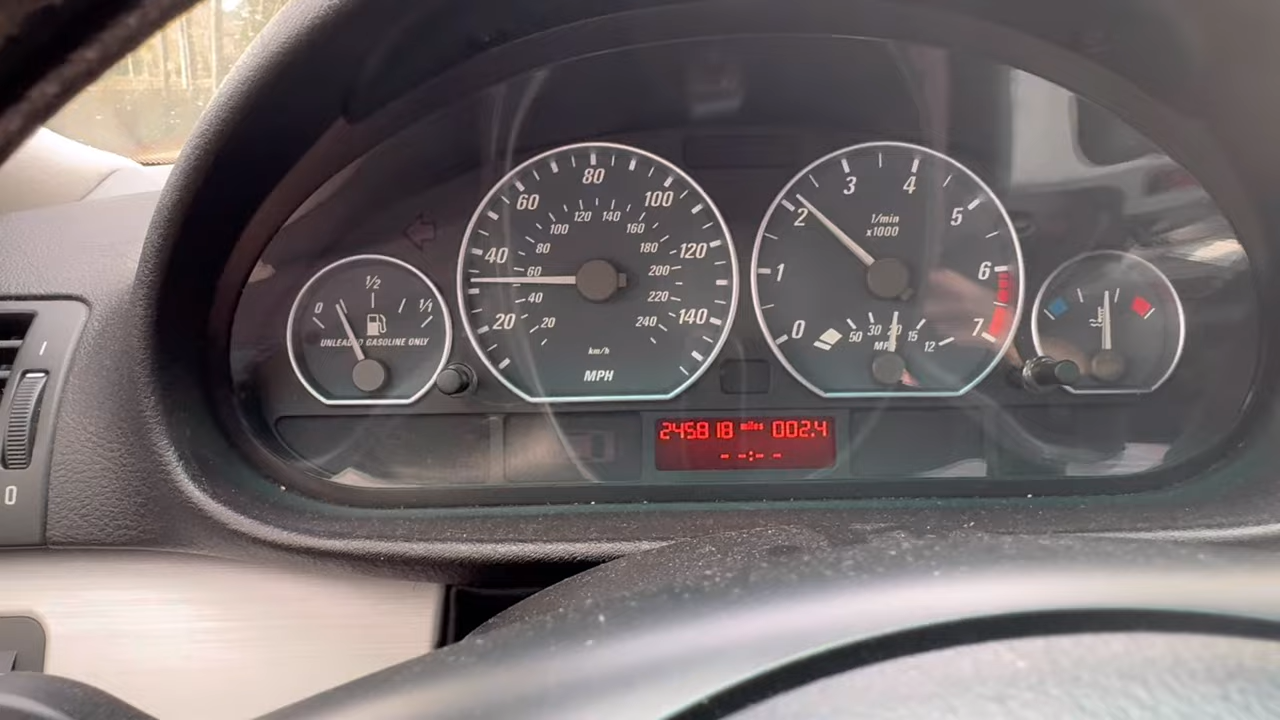 0 1/2 1/1
UNLEADED GASOLINE ONLY
20 40 60 80 100 120 140
20 40 60 80 100 120 140 160 180 200 220 240
km/h
MPH
0 1 2 3 4 5 6 7
1/min
x1000
50 30 20 15 12
MPG
245818 miles 002.4
-- --:-- --
0